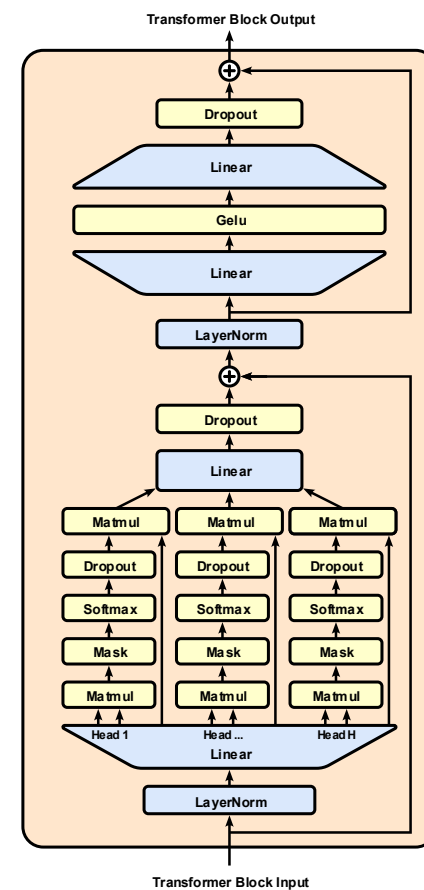 Transformer Block Output
Dropout
Linear
Gelu
Linear
LayerNorm
Dropout
Linear
Matmul Matmul Matmul
Dropout Dropout Dropout
Softmax Softmax Softmax
Mask Mask Mask
Matmul Matmul Matmul
Head 1 Head ... Head H
Linear
LayerNorm
Transformer Block Input